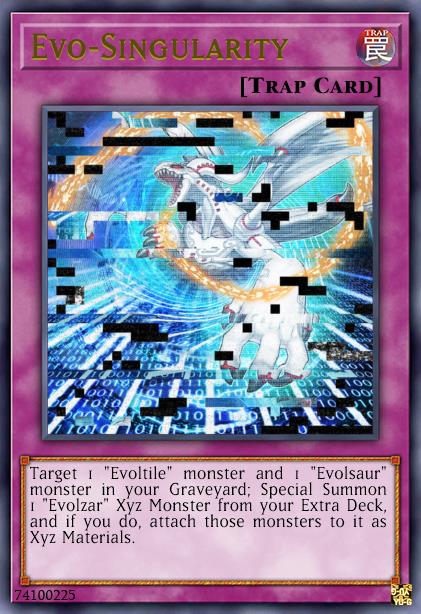 Evo-Singularity
TRAP
罠
[Trap Card]
Target 1 "Evoltile" monster and 1 "Evolsaur"
monster in your Graveyard; Special Summon
1 "Evolzar" Xyz Monster from your Extra Deck,
and if you do, attach those monsters to it as
Xyz Materials.
74100225